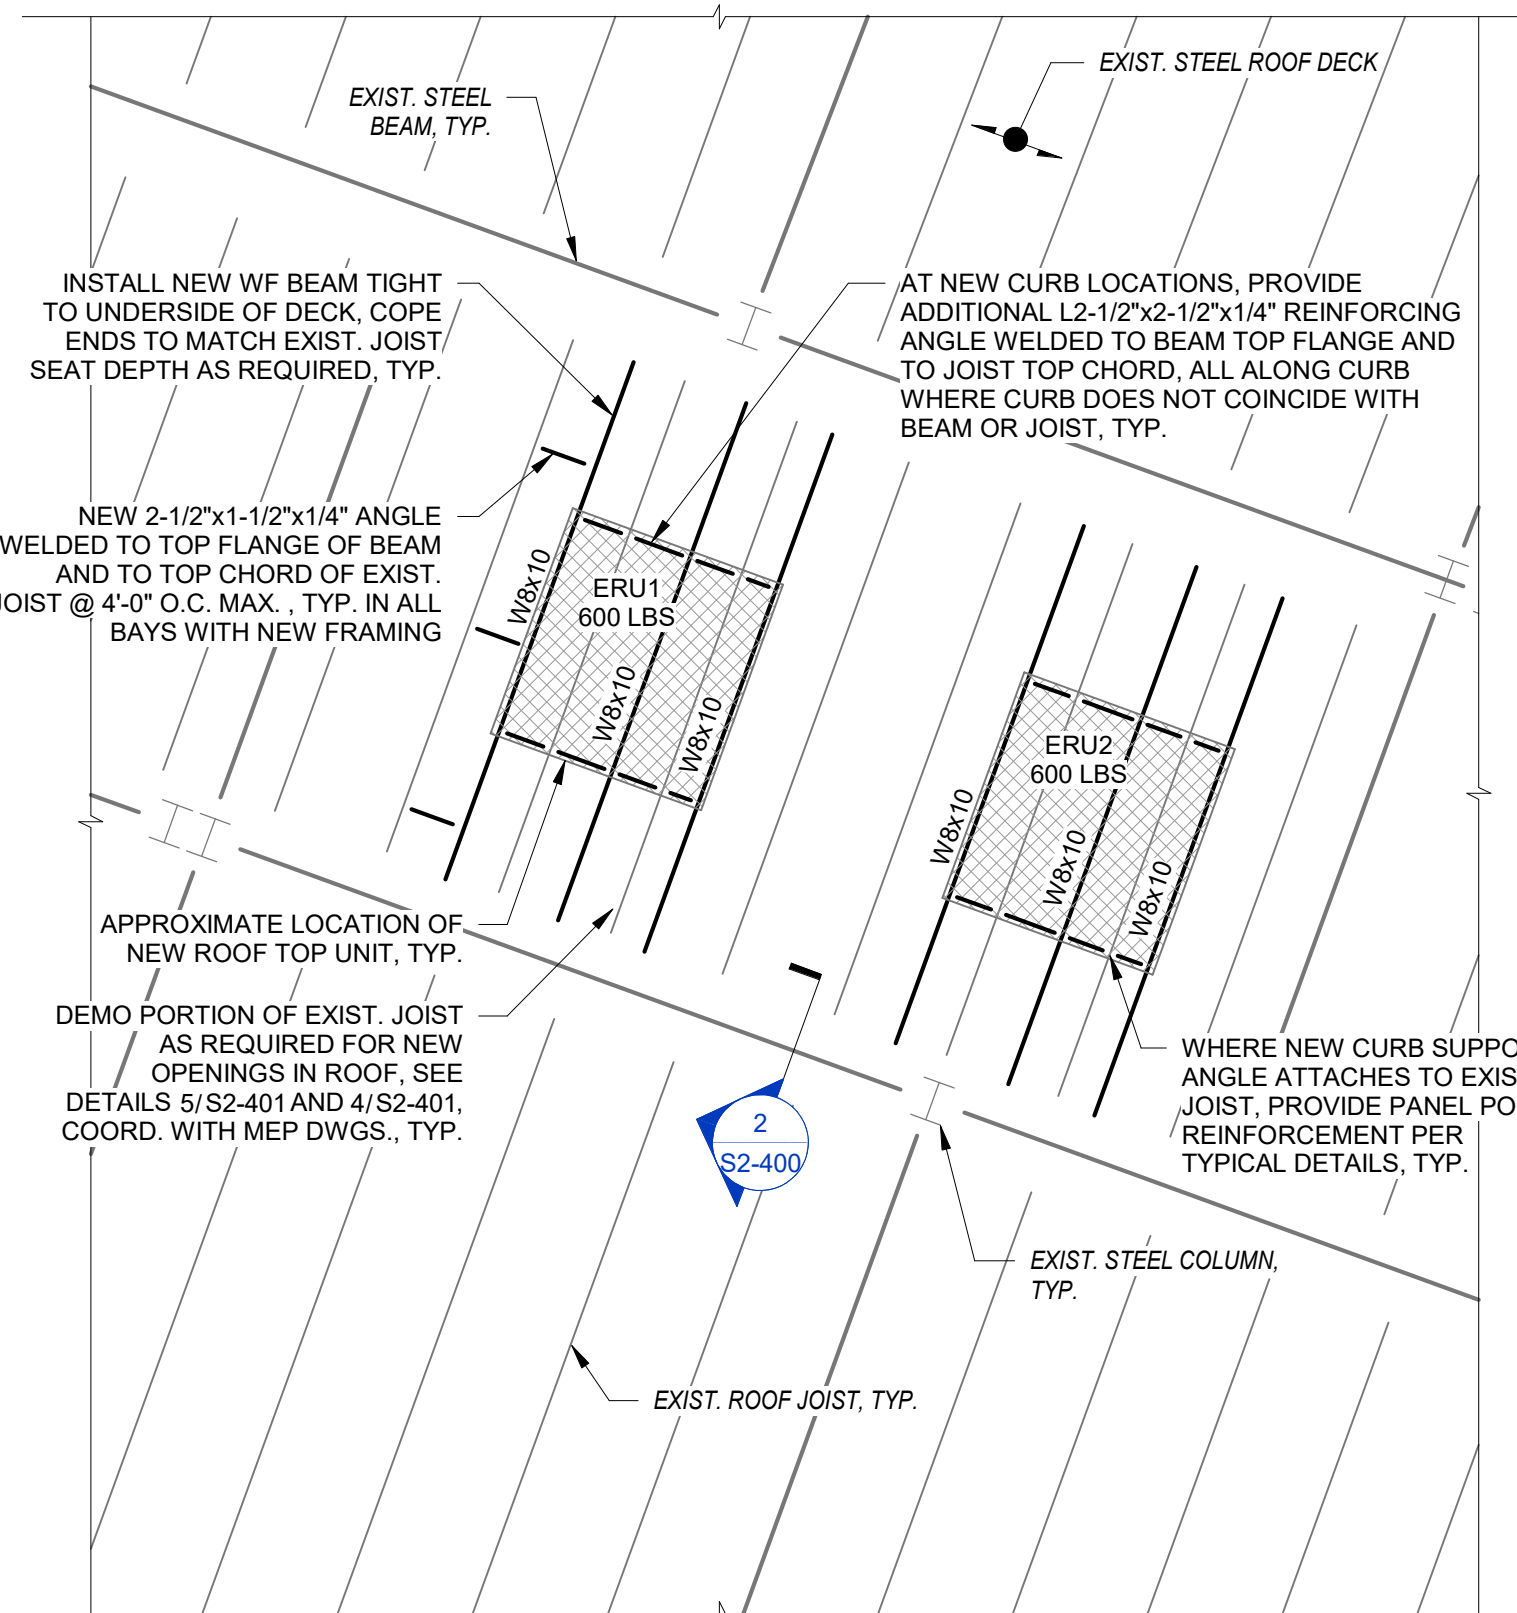 EXIST. STEEL ROOF DECK
EXIST. STEEL
BEAM, TYP.
INSTALL NEW WF BEAM TIGHT
TO UNDERSIDE OF DECK, COPE
ENDS TO MATCH EXIST. JOIST
SEAT DEPTH AS REQUIRED, TYP.
AT NEW CURB LOCATIONS, PROVIDE
ADDITIONAL L2-1/2"x2-1/2"x1/4" REINFORCING
ANGLE WELDED TO BEAM TOP FLANGE AND
TO JOIST TOP CHORD, ALL ALONG CURB
WHERE CURB DOES NOT COINCIDE WITH
BEAM OR JOIST, TYP.
NEW 2-1/2"x1-1/2"x1/4" ANGLE
WELDED TO TOP FLANGE OF BEAM
AND TO TOP CHORD OF EXIST.
JOIST @ 4'-0" O.C. MAX. , TYP. IN ALL
BAYS WITH NEW FRAMING
W8x10
ERU1
600 LBS
W8x10
W8x10
ERU2
600 LBS
W8x10
W8x10
W8x10
APPROXIMATE LOCATION OF
NEW ROOF TOP UNIT, TYP.
DEMO PORTION OF EXIST. JOIST
AS REQUIRED FOR NEW
OPENINGS IN ROOF, SEE
DETAILS 5/S2-401 AND 4/S2-401,
COORD. WITH MEP DWGS., TYP.
WHERE NEW CURB SUPPO
ANGLE ATTACHES TO EXIS
JOIST, PROVIDE PANEL PO
REINFORCEMENT PER
TYPICAL DETAILS, TYP.
2
S2-400
EXIST. STEEL COLUMN,
TYP.
EXIST. ROOF JOIST, TYP.